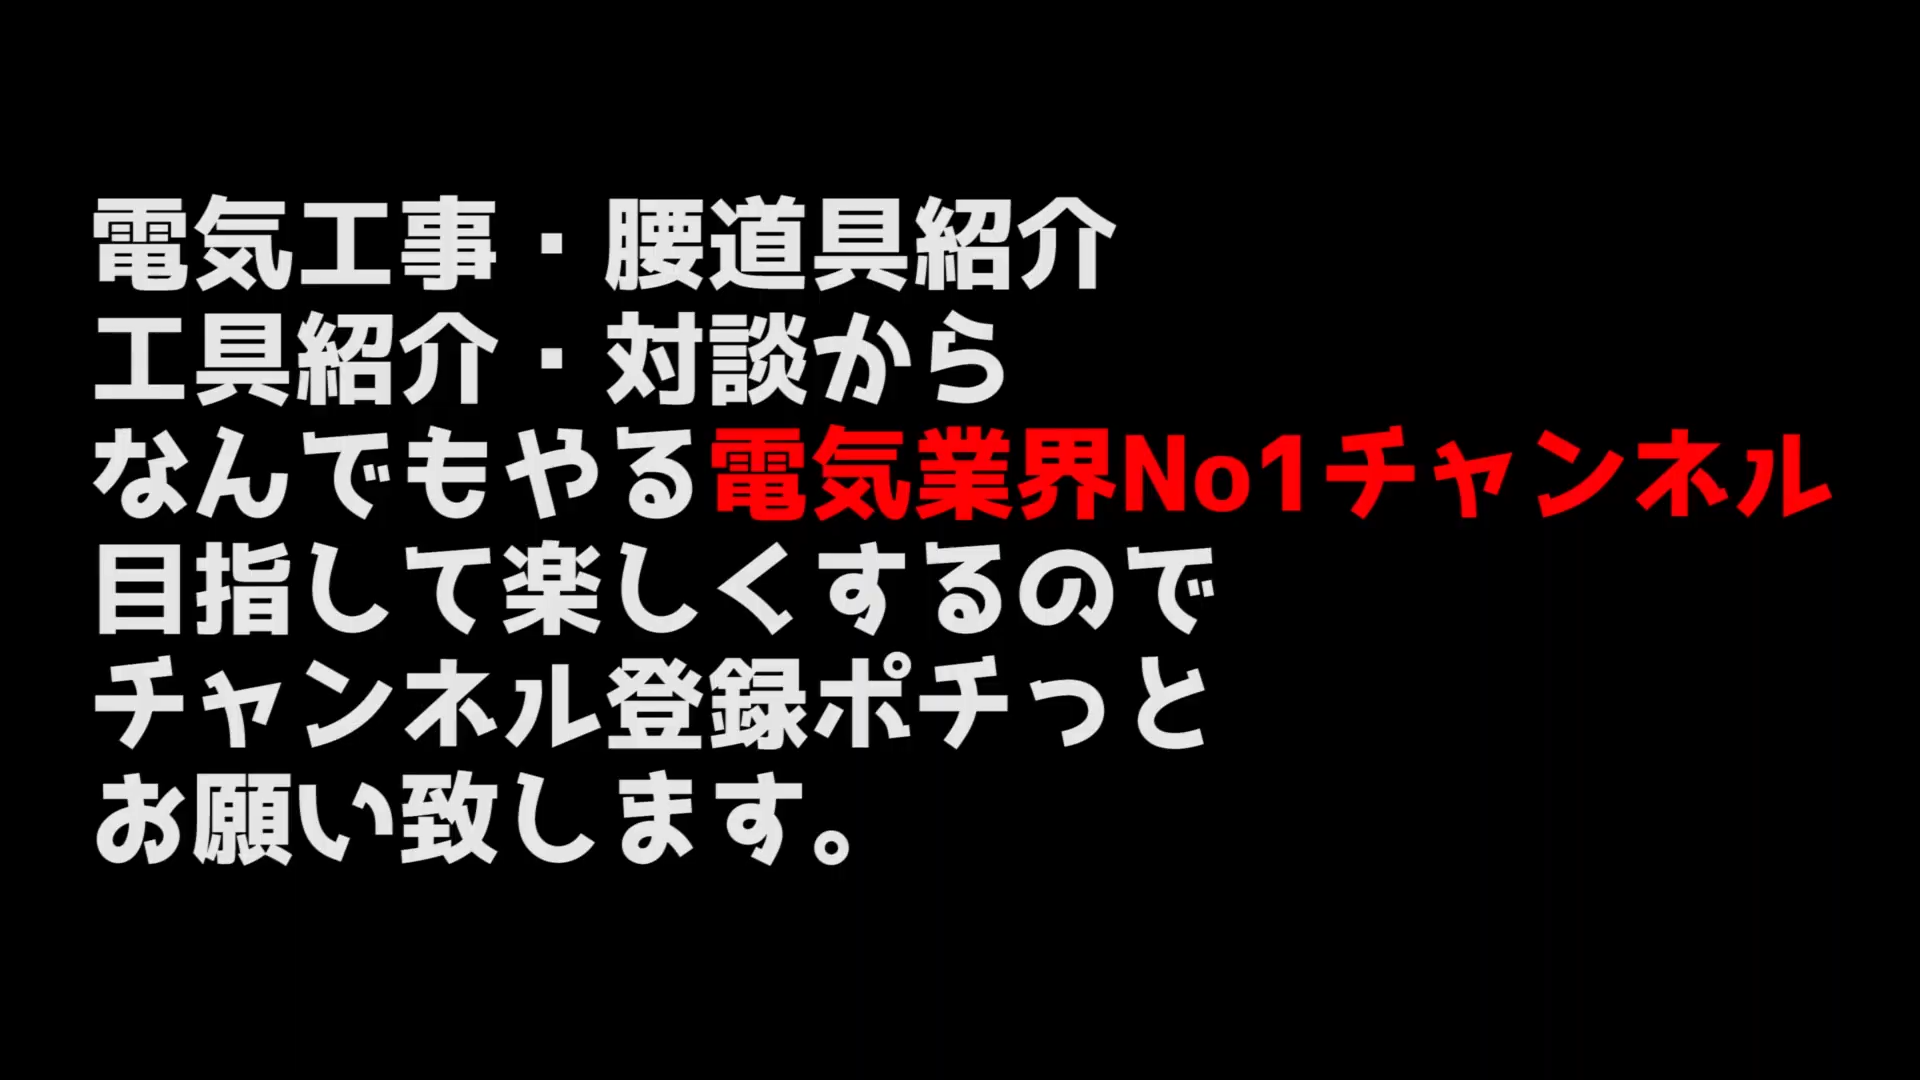 電気工事・腰道具紹介
工具紹介・対談から
なんでもやる電気業界No1チャンネル
目指して楽しくするので
チャンネル登録ポチっと
お願い致します。